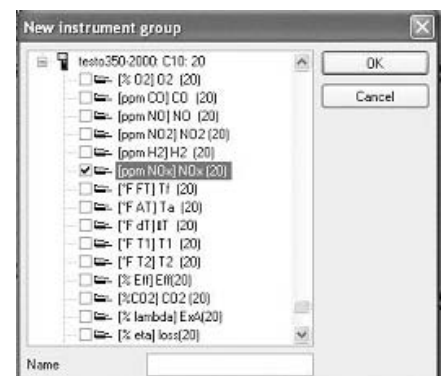 New instrument group
testo350-2000: C10: 20
[% O2] O2 (20)
[ppm CO] CO (20)
[ppm NO] NO (20)
[ppm NO2] NO2 (20)
[ppm H2] H2 (20)
[ppm NOx] NOx (20)
[°F FT] Tf (20)
[°F AT] Ta (20)
[°F dT] (20)
[°F T1] T1 (20)
[°F T2] T2 (20)
[% Eff] Eff(20)
[%CO2] CO2 (20)
[% lambda] ExA(20)
[% eta] loss(20)
OK
Cancel
Name